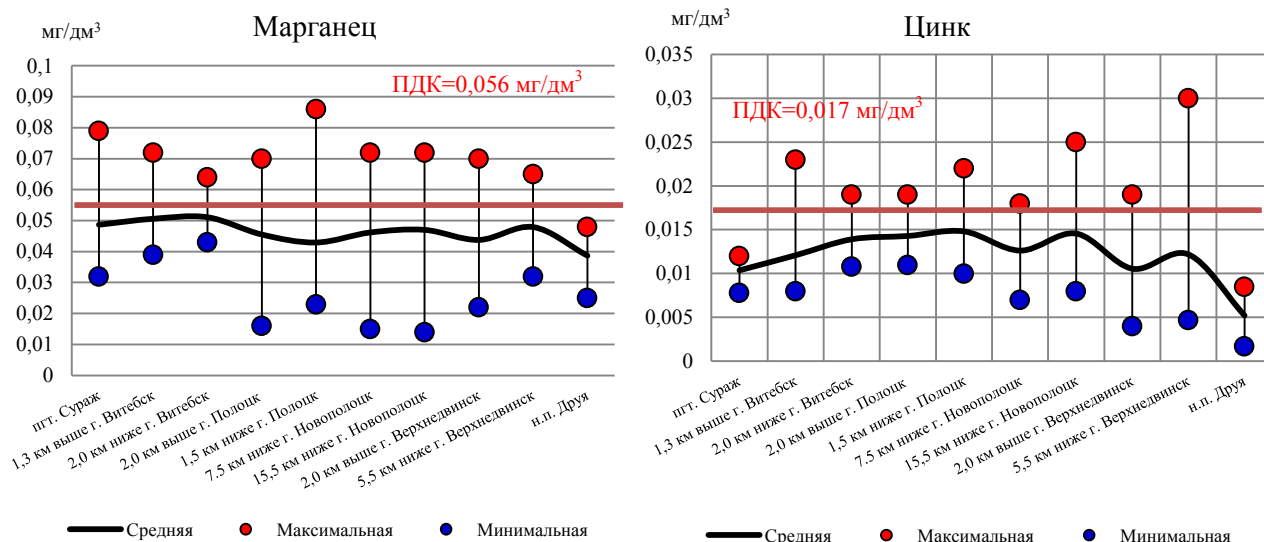 мг/дм³
Марганец
ПДК=0,056 мг/дм³
0,1
0,09
0,08
0,07
0,06
0,05
0,04
0,03
0,02
0,01
0
пгт. Сураж
1,3 км выше г. Витебск
2,0 км ниже г. Витебск
2,0 км выше г. Полоцк
1,5 км ниже г. Полоцк
7,5 км ниже г. Новополоцк
15,5 км ниже г. Новополоцк
2,0 км выше г. Верхнедвинск
5,5 км ниже г. Верхнедвинск
н.п. Друя
Средняя
Максимальная
Минимальная
мг/дм³
Цинк
ПДК=0,017 мг/дм³
0,035
0,03
0,025
0,02
0,015
0,01
0,005
0
пгт. Сураж
1,3 км выше г. Витебск
2,0 км ниже г. Витебск
2,0 км выше г. Полоцк
1,5 км ниже г. Полоцк
7,5 км ниже г. Новополоцк
15,5 км ниже г. Новополоцк
2,0 км выше г. Верхнедвинск
5,5 км ниже г. Верхнедвинск
н.п. Друя
Средняя
Максимальная
Минимальная